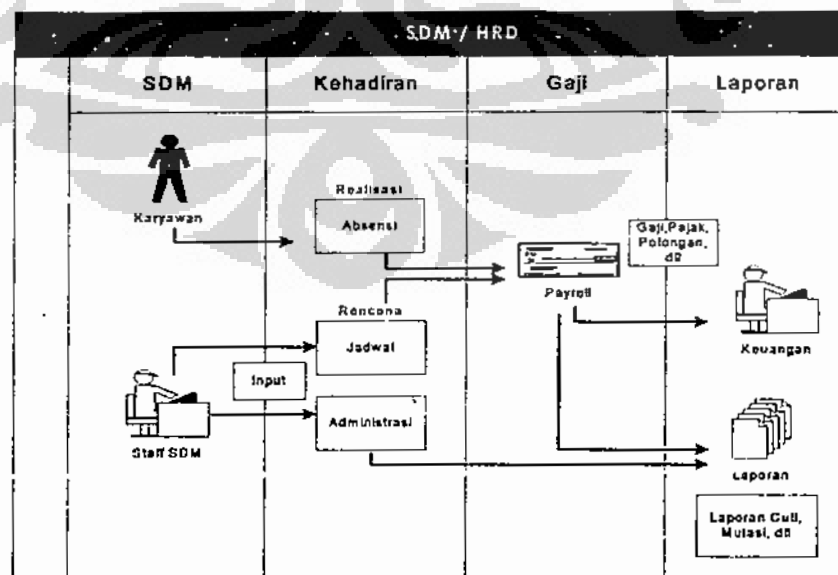 SDM / HRD
SDM
Kehadiran
Gaji
Laporan
Karyawan
Realisasi
Absensi
Gaji,Pajak,
Potongan,
dll
Payroll
Rencana
Jadwal
Keuangan
Input
Staff SDM
Administrasi
Laporan
Laporan Cuti,
Mutasi, dll